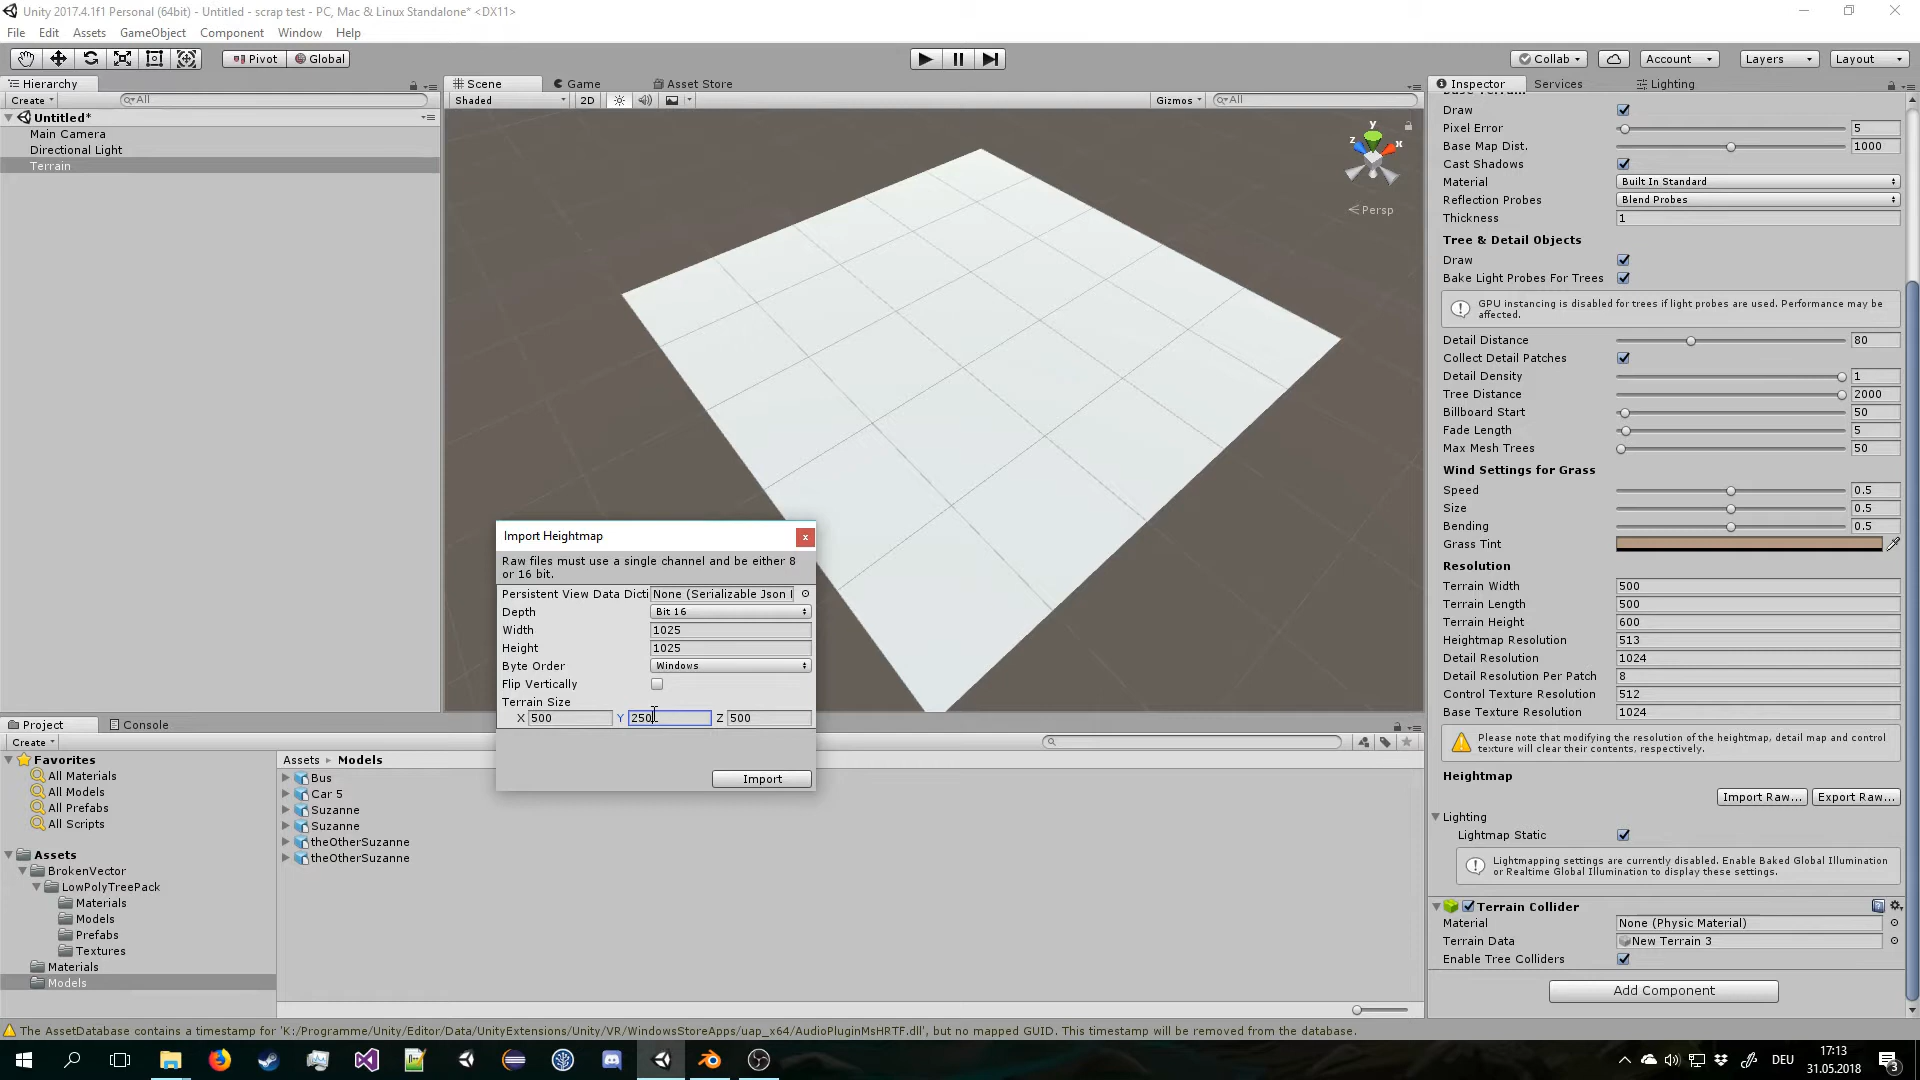 Unity 2017.4.1f1 Personal (64bit) - Untitled - scrap test - PC, Mac & Linux Standalone* <DX11>
File Edit Assets GameObject Component Window Help
Pivot Global Collab Account Layers Layout
Hierarchy
Create All
Untitled*
Main Camera
Directional Light
Terrain
Scene Game Asset Store
Shaded 2D Gizmos All
y
z x
Persp
Import Heightmap
x
Raw files must use a single channel and be either 8
or 16 bit.
Persistent View Data Dicti None (Serializable Json I
Depth Bit 16
Width 1025
Height 1025
Byte Order Windows
Flip Vertically
Terrain Size
X 500 Y 250 Z 500
Import
Inspector Services Lighting
Base Terrain
Draw
Pixel Error 5
Base Map Dist. 1000
Cast Shadows
Material Built In Standard
Reflection Probes Blend Probes
Thickness 1
Tree & Detail Objects
Draw
Bake Light Probes For Trees
GPU instancing is disabled for trees if light probes are used. Performance may be
affected.
Detail Distance 80
Collect Detail Patches
Detail Density 1
Tree Distance 2000
Billboard Start 50
Fade Length 5
Max Mesh Trees 50
Wind Settings for Grass
Speed 0.5
Size 0.5
Bending 0.5
Grass Tint
Resolution
Terrain Width 500
Terrain Length 500
Terrain Height 600
Heightmap Resolution 513
Detail Resolution 1024
Detail Resolution Per Patch 8
Control Texture Resolution 512
Base Texture Resolution 1024
Please note that modifying the resolution of the heightmap, detail map and control
texture will clear their contents, respectively.
Heightmap
Import Raw... Export Raw...
Lighting
Lightmap Static
Lightmapping settings are currently disabled. Enable Baked Global Illumination
or Realtime Global Illumination to display these settings.
Terrain Collider
Material None (Physic Material)
Terrain Data New Terrain 3
Enable Tree Colliders
Add Component
Project Console
Create
Favorites
All Materials
All Models
All Prefabs
All Scripts
Assets
BrokenVector
LowPolyTreePack
Materials
Models
Prefabs
Textures
Materials
Models
Assets Models
Bus
Car 5
Suzanne
Suzanne
theOtherSuzanne
theOtherSuzanne
The AssetDatabase contains a timestamp for 'K:/Programme/Unity/Editor/Data/UnityExtensions/Unity/VR/WindowsStoreApps/uap_x64/AudioPluginMsHRTF.dll', but no mapped GUID. This timestamp will be removed from the database.
DEU
17:13
31.05.2018
3